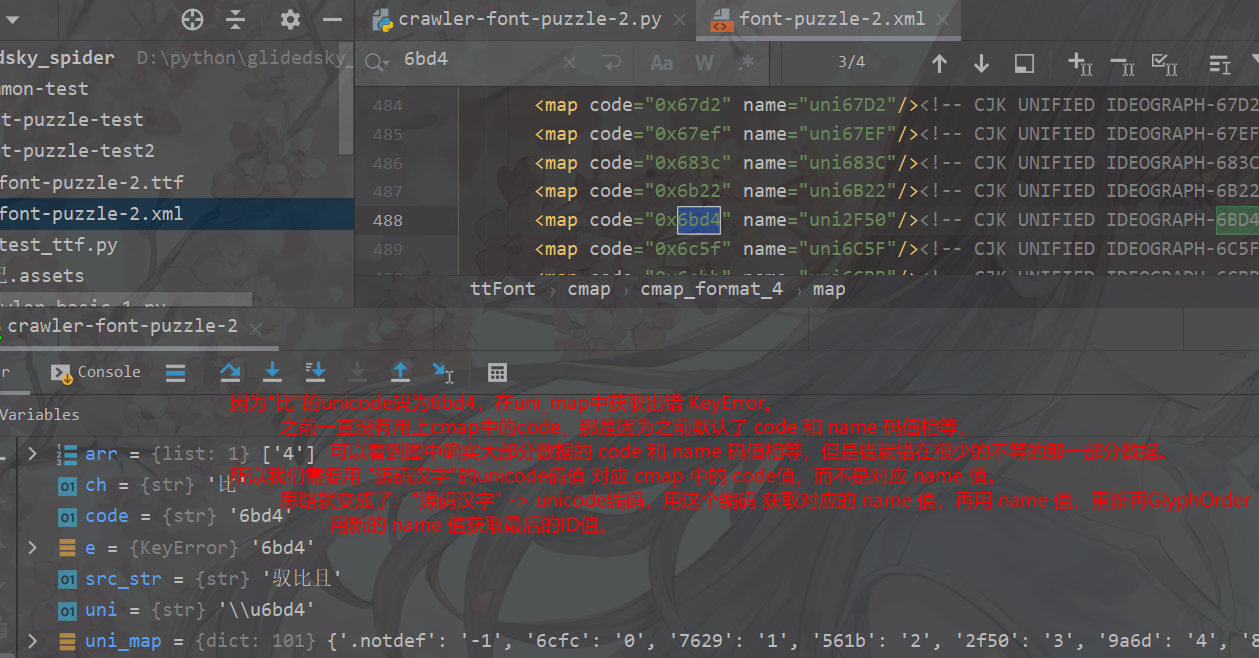 crawler-font-puzzle-2.py
font-puzzle-2.xml
dsky_spider D:\python\glidedsky_
mon-test
t-puzzle-test
t-puzzle-test2
font-puzzle-2.ttf
font-puzzle-2.xml
test_ttf.py
.assets
6bd4
Aa W .*
3/4
484 <map code="0x67d2" name="uni67D2"/><!-- CJK UNIFIED IDEOGRAPH-67D2
485 <map code="0x67ef" name="uni67EF"/><!-- CJK UNIFIED IDEOGRAPH-67EF
486 <map code="0x683c" name="uni683C"/><!-- CJK UNIFIED IDEOGRAPH-683C
487 <map code="0x6b22" name="uni6B22"/><!-- CJK UNIFIED IDEOGRAPH-6B22
488 <map code="0x6bd4" name="uni2F50"/><!-- CJK UNIFIED IDEOGRAPH-6BD4
489 <map code="0x6c5f" name="uni6C5F"/><!-- CJK UNIFIED IDEOGRAPH-6C5F
ttFont › cmap › cmap_format_4 › map
crawler-font-puzzle-2
r
Console
Variables
因为"比"的unicode码为6bd4，在uni_map中获取出错 KeyError。
之前一直没有用上cmap中的code，那是因为之前默认了 code 和 name 码值相等，
可以看到图中确实大部分数据的 code 和 name 码值相等，但是错就错在很少的不等的那一部分数据。
所以我们需要用 "源码汉字"的unicode码值 对应 cmap 中的 code值，而不是对应 name 值。
思路就变成了："源码汉字" -> unicode编码，用这个编码 获取对应的 name 值，再用 name 值，重新再GlyphOrder
用新的 name 值获取最后的ID值。
arr = {list: 1} ['4']
ch = {str} '比'
code = {str} '6bd4'
e = {KeyError} '6bd4'
src_str = {str} '驭比且'
uni = {str} '\\u6bd4'
uni_map = {dict: 101} {'.notdef': '-1', '6cfc': '0', '7629': '1', '561b': '2', '2f50': '3', '9a6d': '4', '8